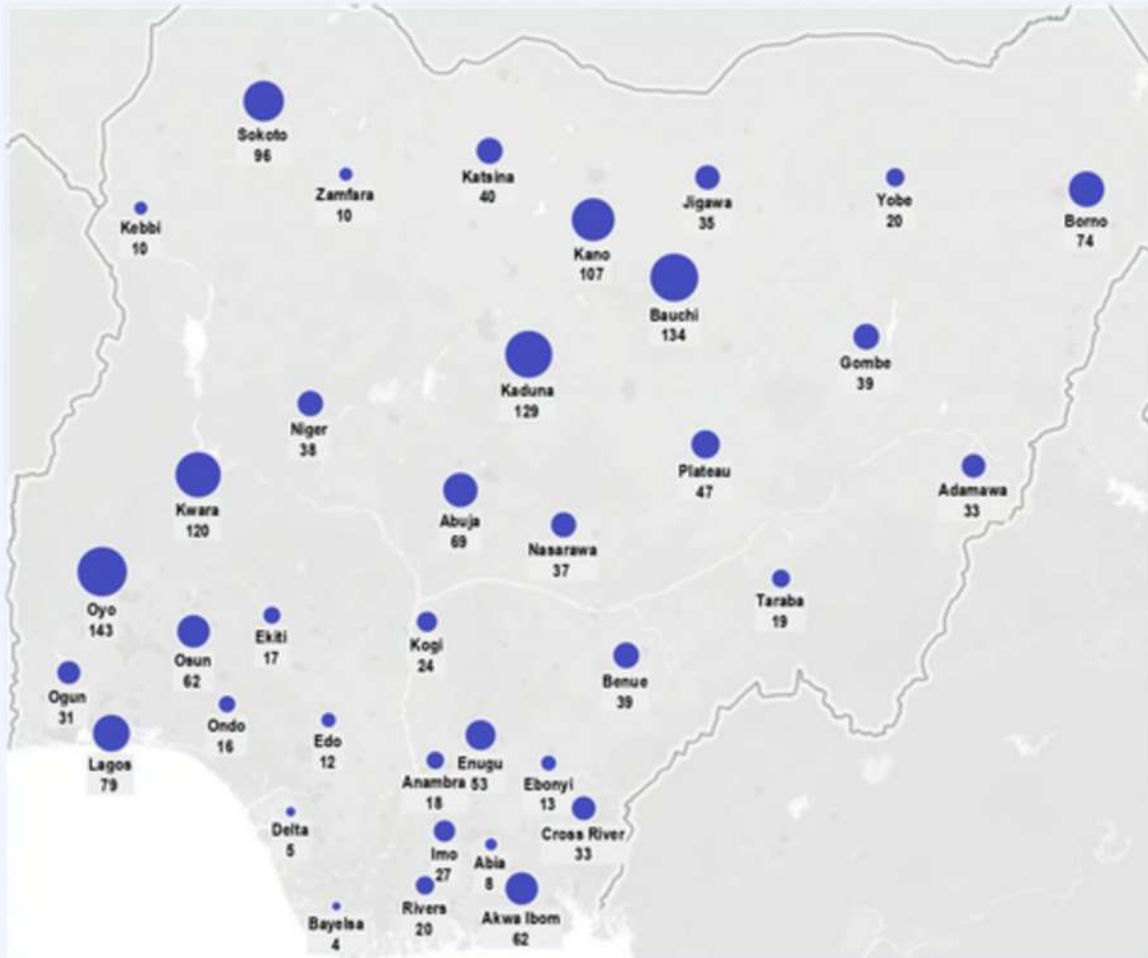 Sokoto
96
Zamfara
10
Katsina
40
Jigawa
35
Yobe
20
Borno
74
Kebbi
10
Kano
107
Bauchi
134
Gombe
39
Kaduna
129
Niger
38
Plateau
47
Adamawa
33
Kwara
120
Abuja
69
Nasarawa
37
Oyo
143
Taraba
19
Osun
62
Ekiti
17
Kogi
24
Benue
39
Ogun
31
Ondo
16
Edo
12
Lagos
79
Enugu
53
Anambra
18
Ebonyi
13
Delta
5
Cross River
33
Imo
27
Abia
8
Rivers
20
Akwa Ibom
62
Bayelsa
4